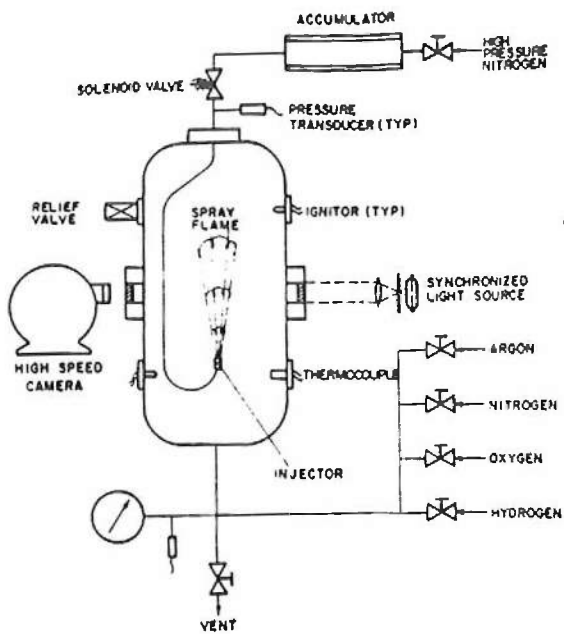 ACCUMULATOR
HIGH
PRESSURE
NITROGEN
SOLENOID VALVE
PRESSURE
TRANSDUCER (TYP)
RELIEF
VALVE
SPRAY
FLAME
IGNITOR (TYP)
SYNCHRONIZED
LIGHT SOURCE
HIGH SPEED
CAMERA
THERMOCOUPLE
ARGON
NITROGEN
OXYGEN
HYDROGEN
INJECTOR
VENT